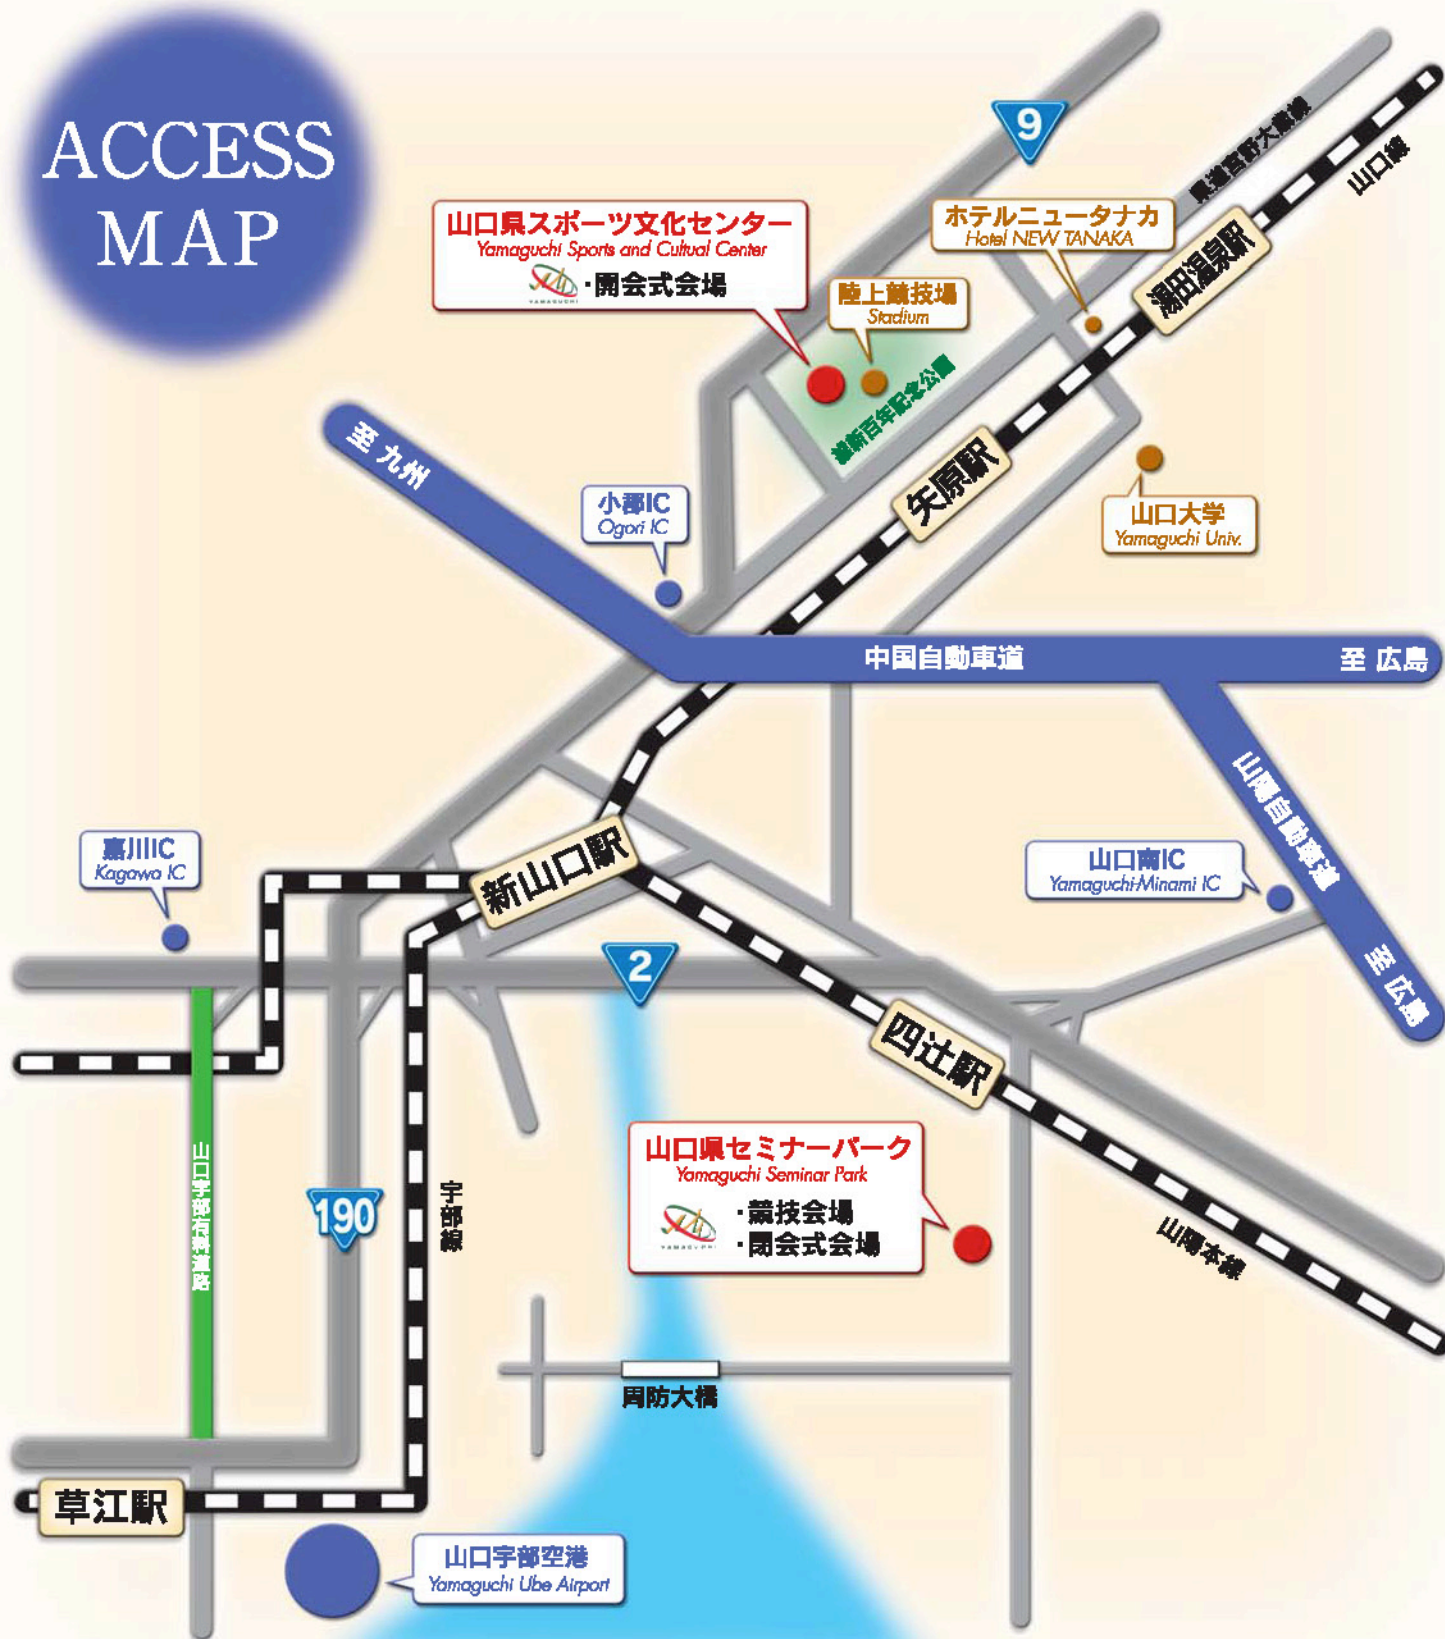 ACCESS
MAP
9
県道宮野大歳線
山口線
山口県スポーツ文化センター
Yamaguchi Sports and Cultual Center
YAMAGUCHI
・開会式会場
ホテルニュータナカ
Hotel NEW TANAKA
湯田温泉駅
陸上競技場
Stadium
維新百年記念公園
至 九州
矢原駅
小郡IC
Ogori IC
山口大学
Yamaguchi Univ.
中国自動車道
至 広島
山陽自動車道
至 広島
嘉川IC
Kagawa IC
新山口駅
山口南IC
Yamaguchi-Minami IC
2
四辻駅
山口県セミナーパーク
Yamaguchi Seminar Park
YAMAGUCHI
・競技会場
・閉会式会場
山口宇部有料道路
190
宇部線
山陽本線
周防大橋
草江駅
山口宇部空港
Yamaguchi Ube Airport